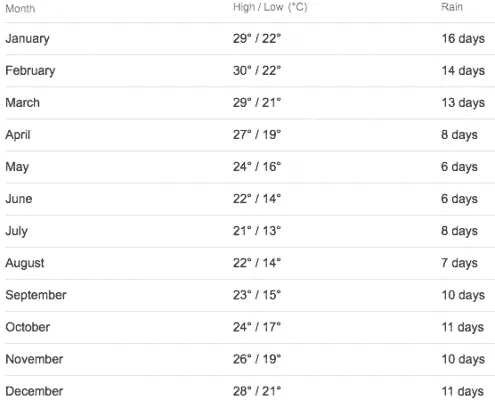 Month High / Low (°C) Rain
January 29° / 22° 16 days
February 30° / 22° 14 days
March 29° / 21° 13 days
April 27° / 19° 8 days
May 24° / 16° 6 days
June 22° / 14° 6 days
July 21° / 13° 8 days
August 22° / 14° 7 days
September 23° / 15° 10 days
October 24° / 17° 11 days
November 26° / 19° 10 days
December 28° / 21° 11 days